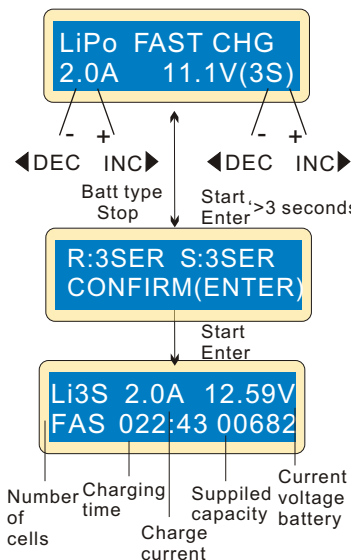 LiPo FAST CHG
2.0A 11.1V(3S)
- + - +
◀DEC INC▶ ◀DEC INC▶
Batt type
Stop
Start
Enter
>3 seconds
R:3SER S:3SER
CONFIRM(ENTER)
Start
Enter
Li3S 2.0A 12.59V
FAS 022:43 00682
Number
of
cells
Charging
time
Charge
current
Suppiled
capacity
Current
voltage
battery